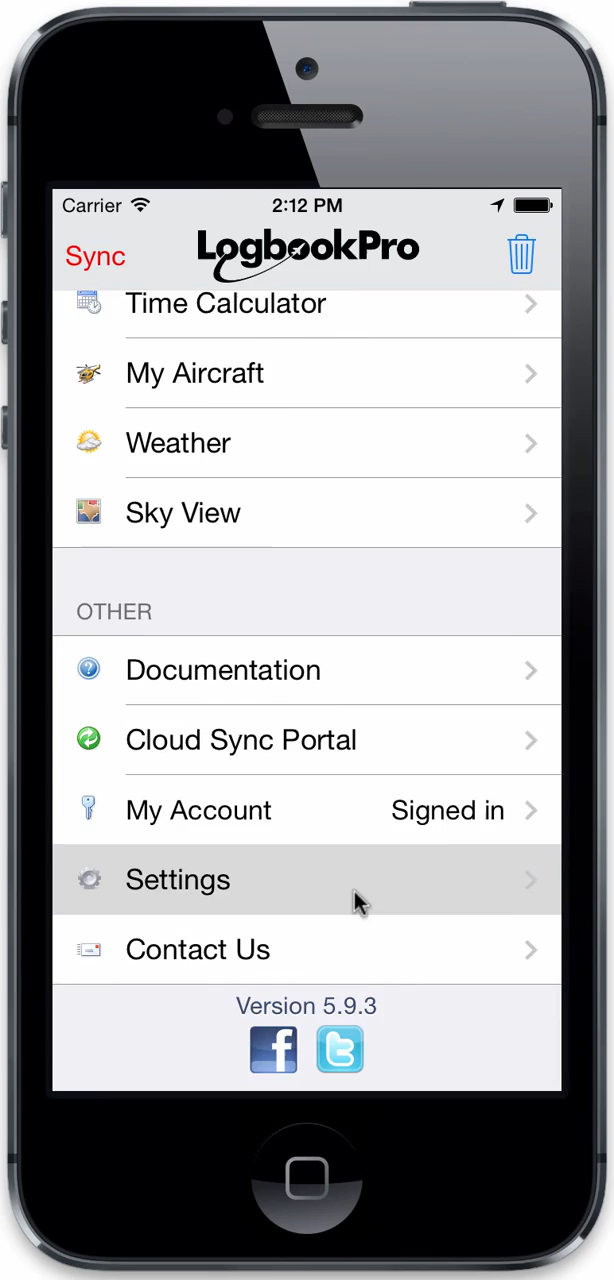 Carrier 2:12 PM
Sync LogbookPro
Time Calculator
My Aircraft
Weather
Sky View
OTHER
Documentation
Cloud Sync Portal
My Account Signed in
Settings
Contact Us
Version 5.9.3